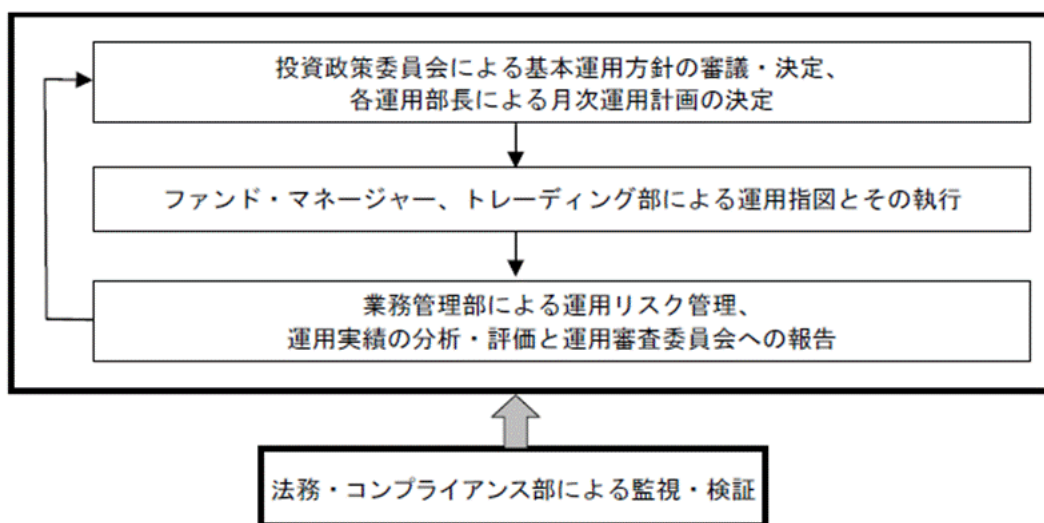 投資政策委員会による基本運用方針の審議・決定、
各運用部長による月次運用計画の決定
ファンド・マネージャー、トレーディング部による運用指図とその執行
業務管理部による運用リスク管理、
運用実績の分析・評価と運用審査委員会への報告
法務・コンプライアンス部による監視・検証